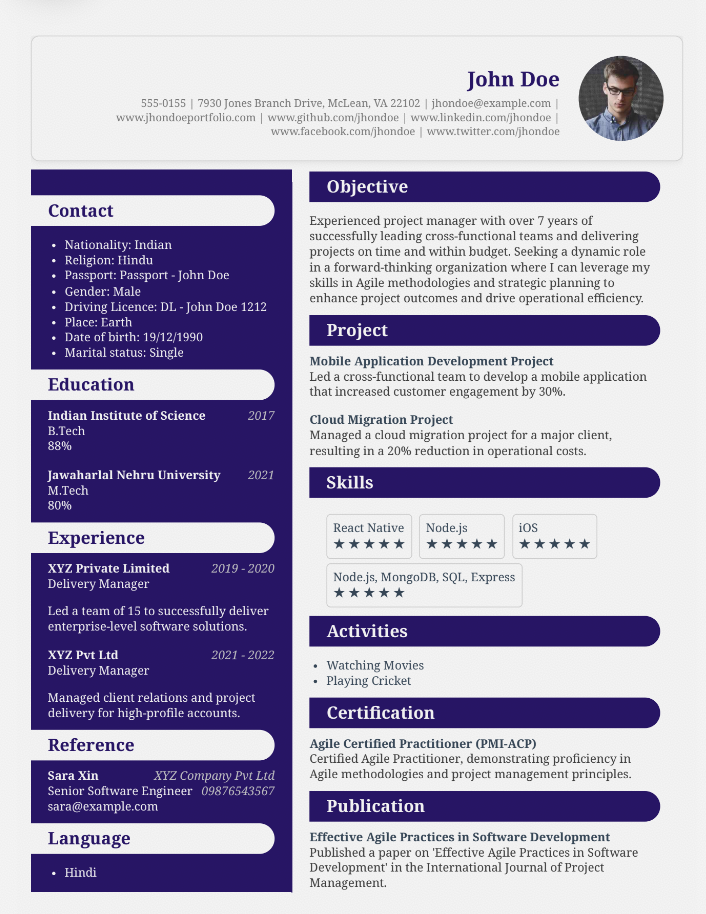 John Doe
555-0155 | 7930 Jones Branch Drive, McLean, VA 22102 | jhondoe@example.com |
www.jhondoeportfolio.com | www.github.com/jhondoe | www.linkedin.com/jhondoe |
www.facebook.com/jhondoe | www.twitter.com/jhondoe
Contact
• Nationality: Indian
• Religion: Hindu
• Passport: Passport - John Doe
• Gender: Male
• Driving Licence: DL - John Doe 1212
• Place: Earth
• Date of birth: 19/12/1990
• Marital status: Single
Education
Indian Institute of Science 2017
B.Tech
88%
Jawaharlal Nehru University 2021
M.Tech
80%
Experience
XYZ Private Limited 2019 - 2020
Delivery Manager
Led a team of 15 to successfully deliver
enterprise-level software solutions.
XYZ Pvt Ltd 2021 - 2022
Delivery Manager
Managed client relations and project
delivery for high-profile accounts.
Reference
Sara Xin XYZ Company Pvt Ltd
Senior Software Engineer 09876543567
sara@example.com
Language
• Hindi
Objective
Experienced project manager with over 7 years of
successfully leading cross-functional teams and delivering
projects on time and within budget. Seeking a dynamic role
in a forward-thinking organization where I can leverage my
skills in Agile methodologies and strategic planning to
enhance project outcomes and drive operational efficiency.
Project
Mobile Application Development Project
Led a cross-functional team to develop a mobile application
that increased customer engagement by 30%.
Cloud Migration Project
Managed a cloud migration project for a major client,
resulting in a 20% reduction in operational costs.
Skills
React Native Node.js iOS
★★★★★ ★★★★★ ★★★★★
Node.js, MongoDB, SQL, Express
★★★★★
Activities
• Watching Movies
• Playing Cricket
Certification
Agile Certified Practitioner (PMI-ACP)
Certified Agile Practitioner, demonstrating proficiency in
Agile methodologies and project management principles.
Publication
Effective Agile Practices in Software Development
Published a paper on 'Effective Agile Practices in Software
Development' in the International Journal of Project
Management.